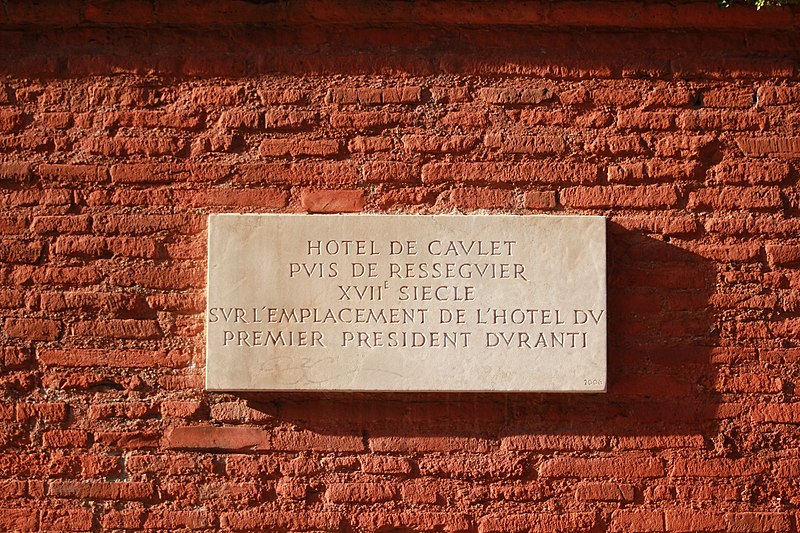 HOTEL DE CAVLET
PVIS DE RESSEGVIER
XVIIE SIECLE
SVR L'EMPLACEMENT DE L'HOTEL DV
PREMIER PRESIDENT DVRANTI